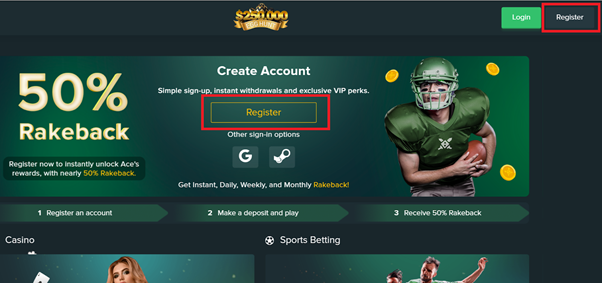 $250,000
Login
Register
50%
Rakeback
Register now to instantly unlock Ace's
rewards, with nearly 50% Rakeback.
Create Account
Simple sign-up, instant withdrawals and exclusive VIP perks.
Register
Other sign-in options
G
Get Instant, Daily, Weekly, and Monthly Rakeback!
1 Register an account
2 Make a deposit and play
3 Receive 50% Rakeback
Casino
Sports Betting